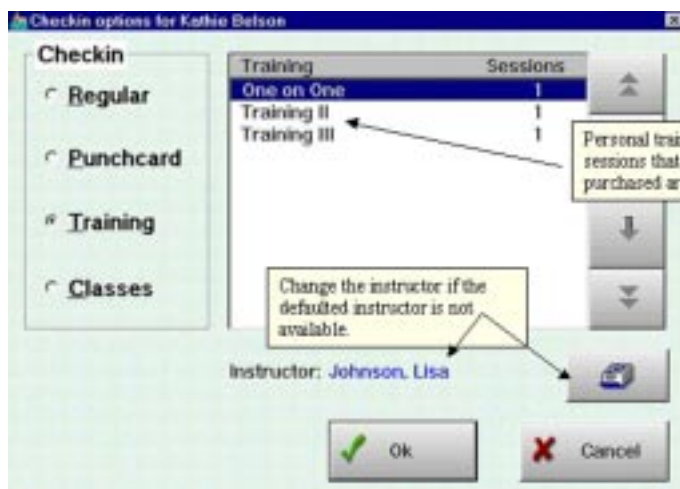 Checkin options for Kathie Belson
Checkin
Regular
Punchcard
Training
Classes
Training Sessions
One on One 1
Training II 1
Training III 1
Personal trai
sessions that
purchased ar
Change the instructor if the
defaulted instructor is not
available.
Instructor: Johnson, Lisa
Ok
Cancel